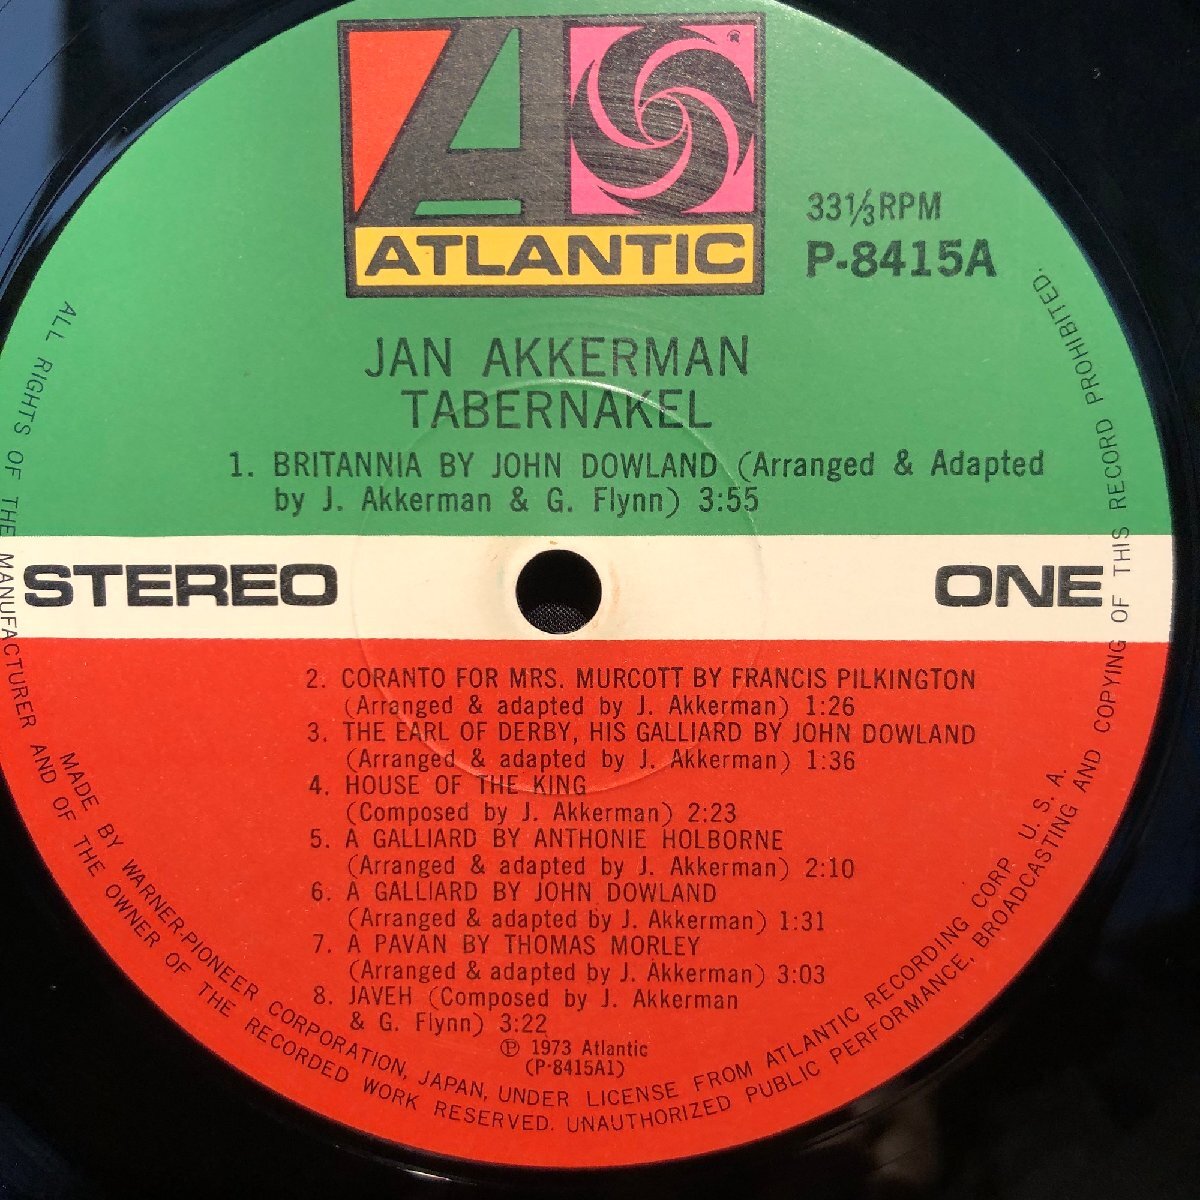 ATLANTIC
®
33⅓RPM
P-8415A
JAN AKKERMAN
TABERNAKEL
1. BRITANNIA BY JOHN DOWLAND (Arranged & Adapted
by J. Akkerman & G. Flynn) 3:55
STEREO
ONE
2. CORANTO FOR MRS. MURCOTT BY FRANCIS PILKINGTON
(Arranged & adapted by J. Akkerman) 1:26
3. THE EARL OF DERBY, HIS GALLIARD BY JOHN DOWLAND
(Arranged & adapted by J. Akkerman) 1:36
4. HOUSE OF THE KING
(Composed by J. Akkerman) 2:23
5. A GALLIARD BY ANTHONIE HOLBORNE
(Arranged & adapted by J. Akkerman) 2:10
6. A GALLIARD BY JOHN DOWLAND
(Arranged & adapted by J. Akkerman) 1:31
7. A PAVAN BY THOMAS MORLEY
(Arranged & adapted by J. Akkerman) 3:03
8. JAVEH (Composed by J. Akkerman
& G. Flynn) 3:22
℗ 1973 Atlantic
(P-8415A1)
MADE BY WARNER-PIONEER CORPORATION, JAPAN, UNDER LICENSE FROM ATLANTIC RECORDING CORP. U. S. A.
ALL RIGHTS OF THE MANUFACTURER AND OF THE OWNER OF THE RECORDED WORK RESERVED. UNAUTHORIZED PUBLIC PERFORMANCE, BROADCASTING AND COPYING OF THIS RECORD PROHIBITED.